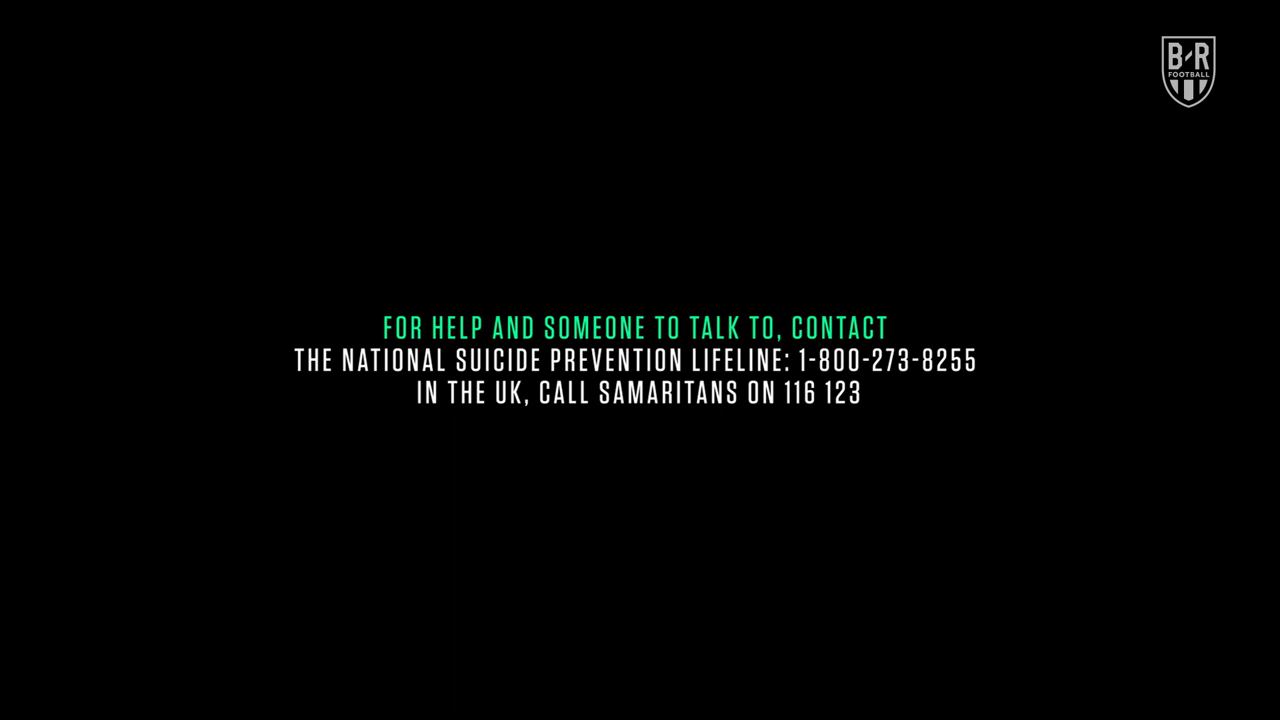 B R
FOOTBALL
FOR HELP AND SOMEONE TO TALK TO, CONTACT
THE NATIONAL SUICIDE PREVENTION LIFELINE: 1-800-273-8255
IN THE UK, CALL SAMARITANS ON 116 123